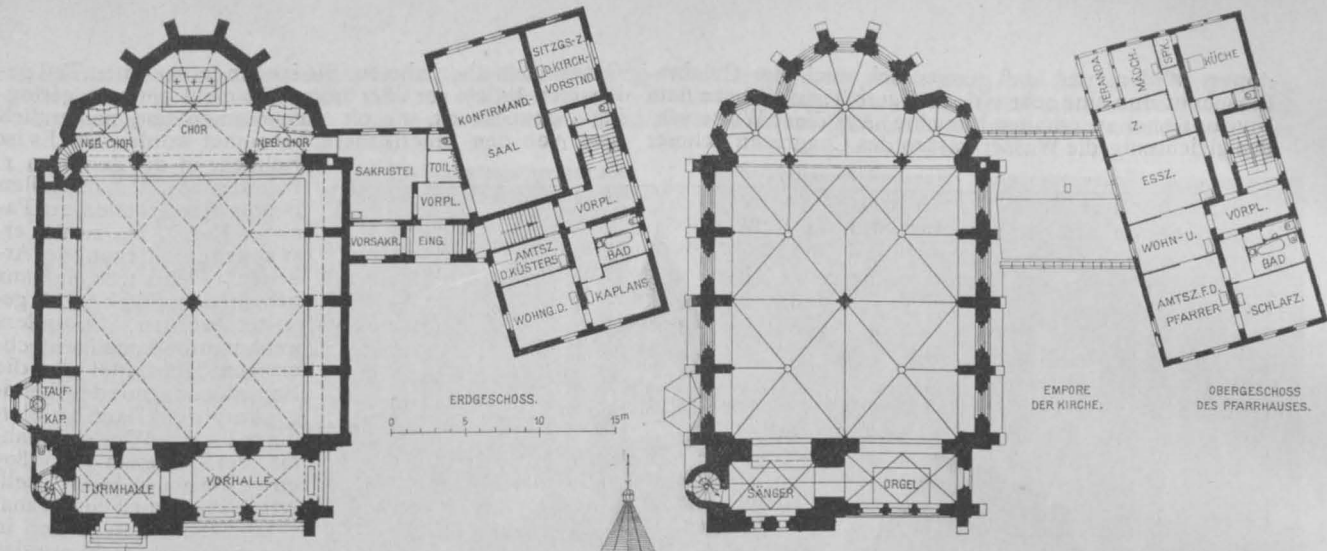 CHOR
NEB.-CHOR
NEB.-CHOR
SAKRISTEI
TOIL.
VORPL.
VORSAKR.
EING.
TAUF-
KAP.
TURMHALLE
VORHALLE
KONFIRMAND.-
SAAL
SITZGS-Z.
D.KIRCH-
VORSTND.
VORPL.
AMTSZ.
D.KÜSTERS
BAD
WOHNG.D.
KAPLANS
ERDGESCHOSS.
0 5 10 15m
SÄNGER
ORGEL
EMPORE
DER KIRCHE.
VERANDA
MÄDCH.-
Z.
SPK.
KÜCHE
ESSZ.
VORPL.
WOHN- U.
BAD
AMTSZ.F.D.
PFARRER
SCHLAFZ.
OBERGESCHOSS
DES PFARRHAUSES.